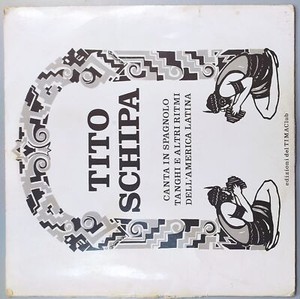 TITO
SCHIPA
CANTA IN SPAGNOLO
TANGHI E ALTRI RITMI
DELL'AMERICA LATINA
edizioni del TIMAClub